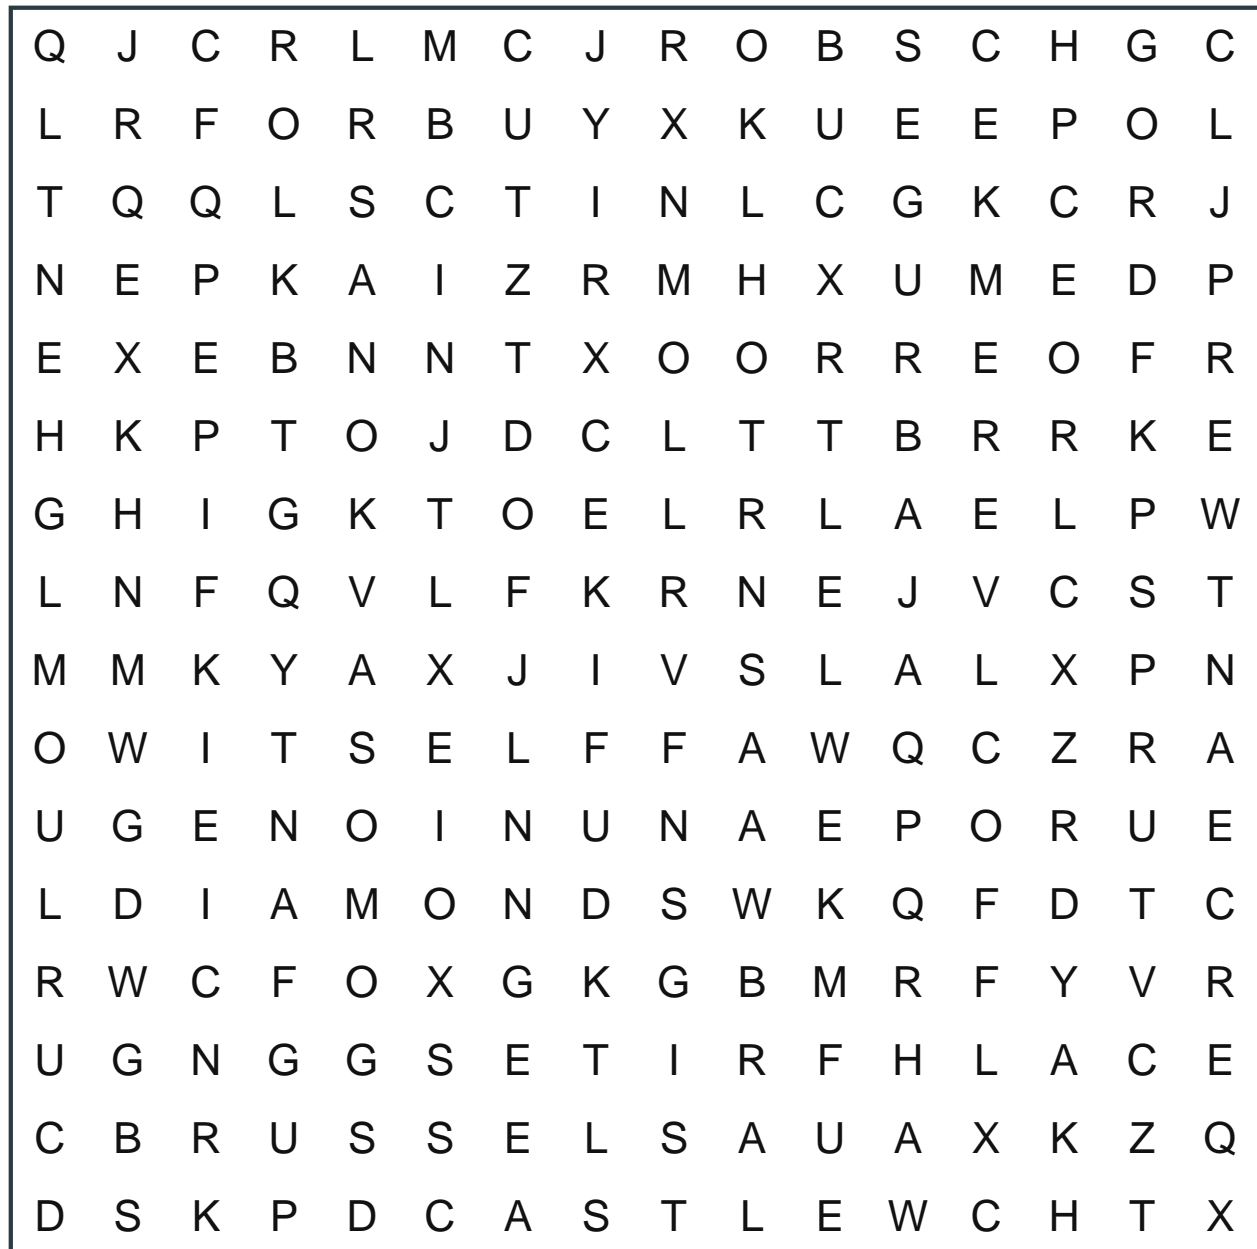 Q J C R L M C J R O B S C H G C
L R F O R B U Y X K U E E P O L
T Q Q L S C T I N L C G K C R J
N E P K A I Z R M H X U M E D P
E X E B N N T X O O R R E O F R
H K P T O J D C L T T B R R K E
G H I G K T O E L R L A E L P W
L N F Q V L F K R N E J V C S T
M M K Y A X J I V S L A L X P N
O W I T S E L F F A W Q C Z R A
U G E N O I N U N A E P O R U E
L D I A M O N D S W K Q F D T C
R W C F O X G K G B M R F Y V R
U G N G G S E T I R F H L A C E
C B R U S S E L S A U A X K Z Q
D S K P D C A S T L E W C H T X